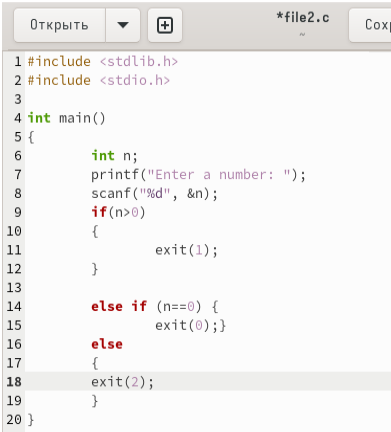 Открыть
*file2.c
~
Сох
1 #include <stdlib.h>
2 #include <stdio.h>
3
4 int main()
5 {
6 int n;
7 printf("Enter a number: ");
8 scanf("%d", &n);
9 if(n>0)
10 {
11 exit(1);
12 }
13
14 else if (n==0) {
15 exit(0);}
16 else
17 {
18 exit(2);
19 }
20 }